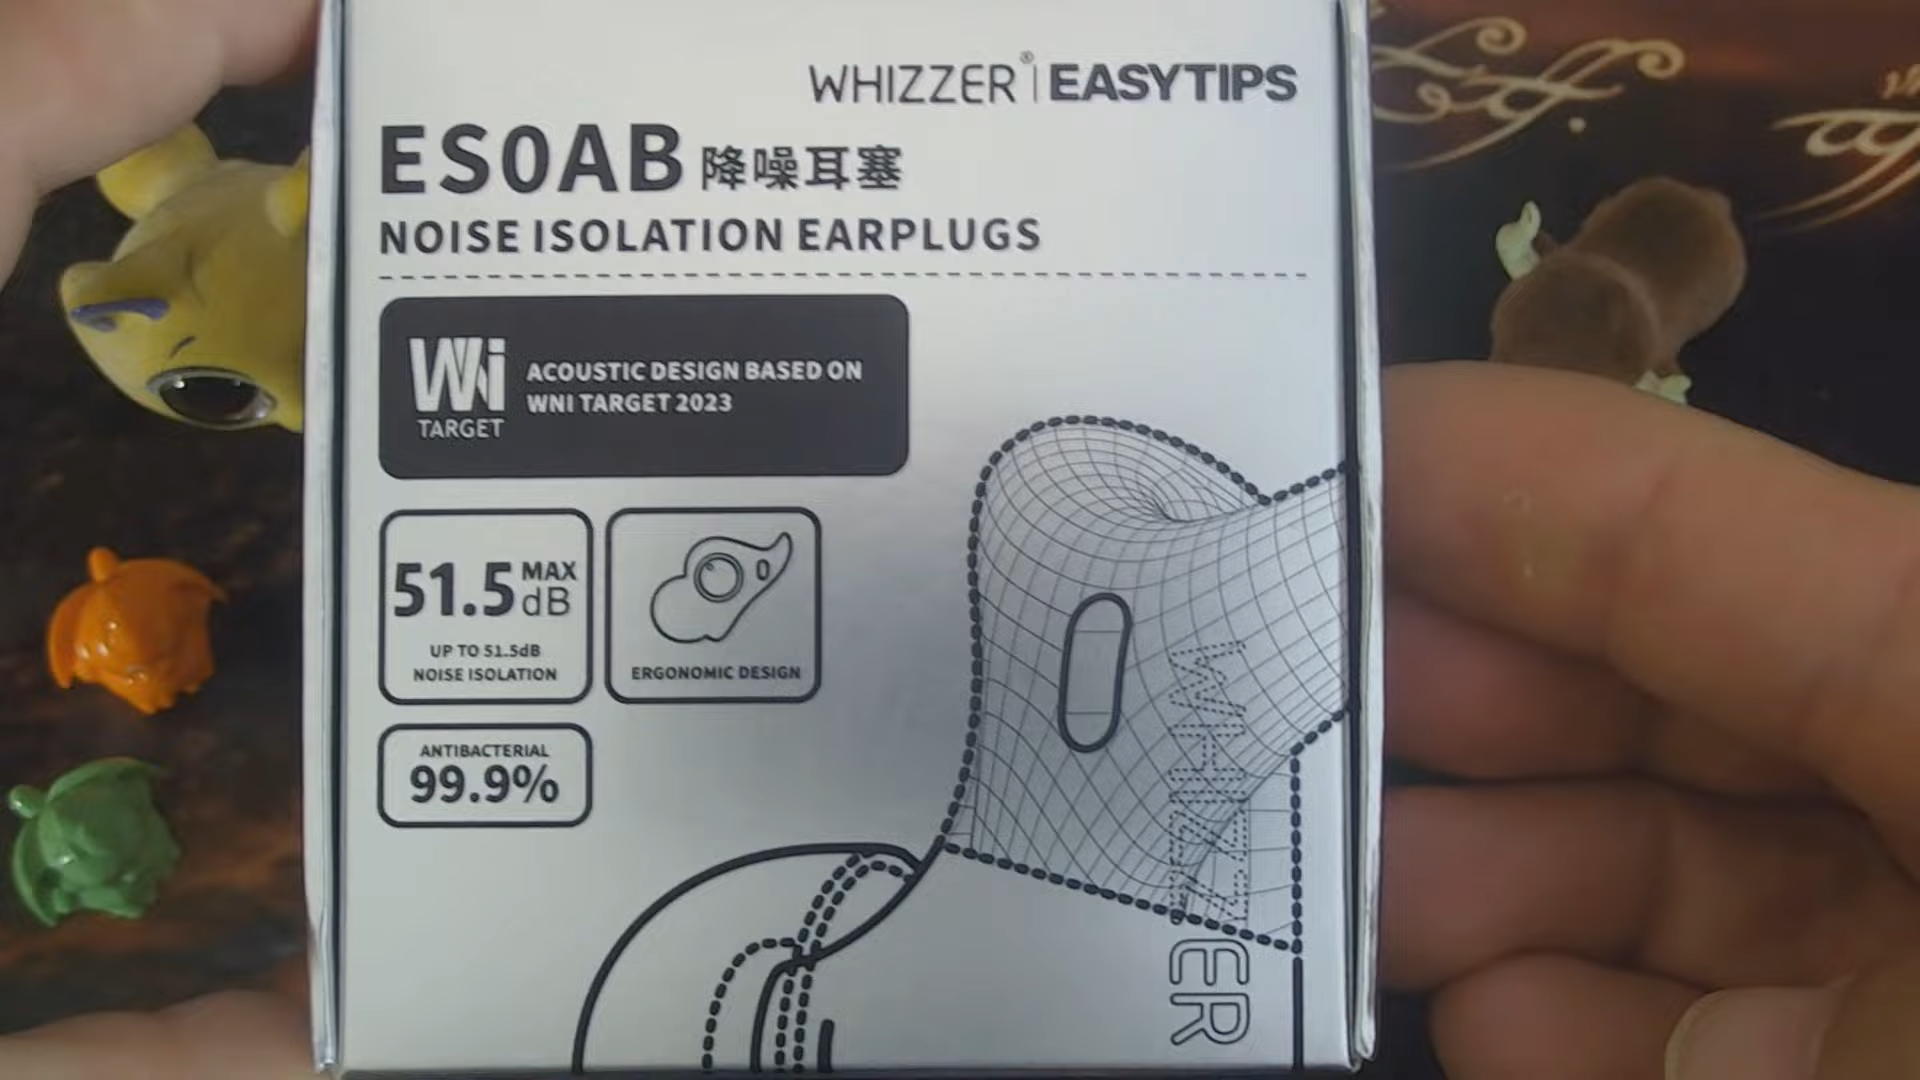 WHIZZER® | EASYTIPS
ES0AB 降噪耳塞
NOISE ISOLATION EARPLUGS
Wi
TARGET
ACOUSTIC DESIGN BASED ON
WNI TARGET 2023
51.5 MAX
dB
UP TO 51.5dB
NOISE ISOLATION
0
ERGONOMIC DESIGN
ANTIBACTERIAL
99.9%
WHIZZER